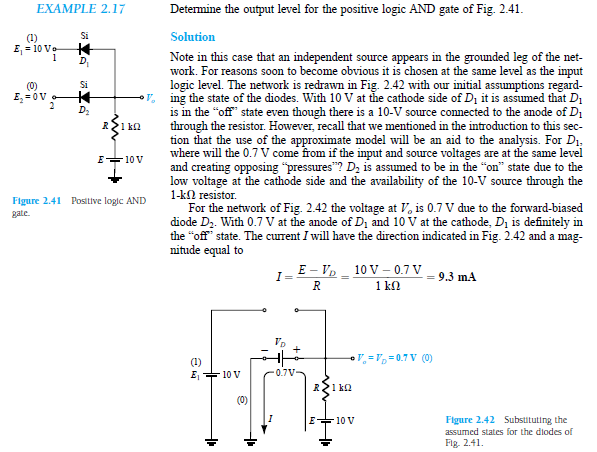 EXAMPLE 2.17
Determine the output level for the positive logic AND gate of Fig. 2.41.
(1)
E₁ = 10 V
1
Si
D₁
(0)
E₂ = 0 V
2
Si
D₂
Vₒ
R
1 kΩ
E
10 V
Figure 2.41 Positive logic AND
gate.
Solution
Note in this case that an independent source appears in the grounded leg of the net-
work. For reasons soon to become obvious it is chosen at the same level as the input
logic level. The network is redrawn in Fig. 2.42 with our initial assumptions regard-
ing the state of the diodes. With 10 V at the cathode side of D₁ it is assumed that D₁
is in the “off” state even though there is a 10-V source connected to the anode of D₁
through the resistor. However, recall that we mentioned in the introduction to this sec-
tion that the use of the approximate model will be an aid to the analysis. For D₁,
where will the 0.7 V come from if the input and source voltages are at the same level
and creating opposing “pressures”? D₂ is assumed to be in the “on” state due to the
low voltage at the cathode side and the availability of the 10-V source through the
1-kΩ resistor.
For the network of Fig. 2.42 the voltage at Vₒ is 0.7 V due to the forward-biased
diode D₂. With 0.7 V at the anode of D₁ and 10 V at the cathode, D₁ is definitely in
the “off” state. The current I will have the direction indicated in Fig. 2.42 and a mag-
nitude equal to
I = (E − V_D)/R = (10 V − 0.7 V)/(1 kΩ) = 9.3 mA
V_D
− +
0.7V
Vₒ = V_D = 0.7 V (0)
(1)
E₁
10 V
(0)
I
R
1 kΩ
E
10 V
Figure 2.42 Substituting the
assumed states for the diodes of
Fig. 2.41.